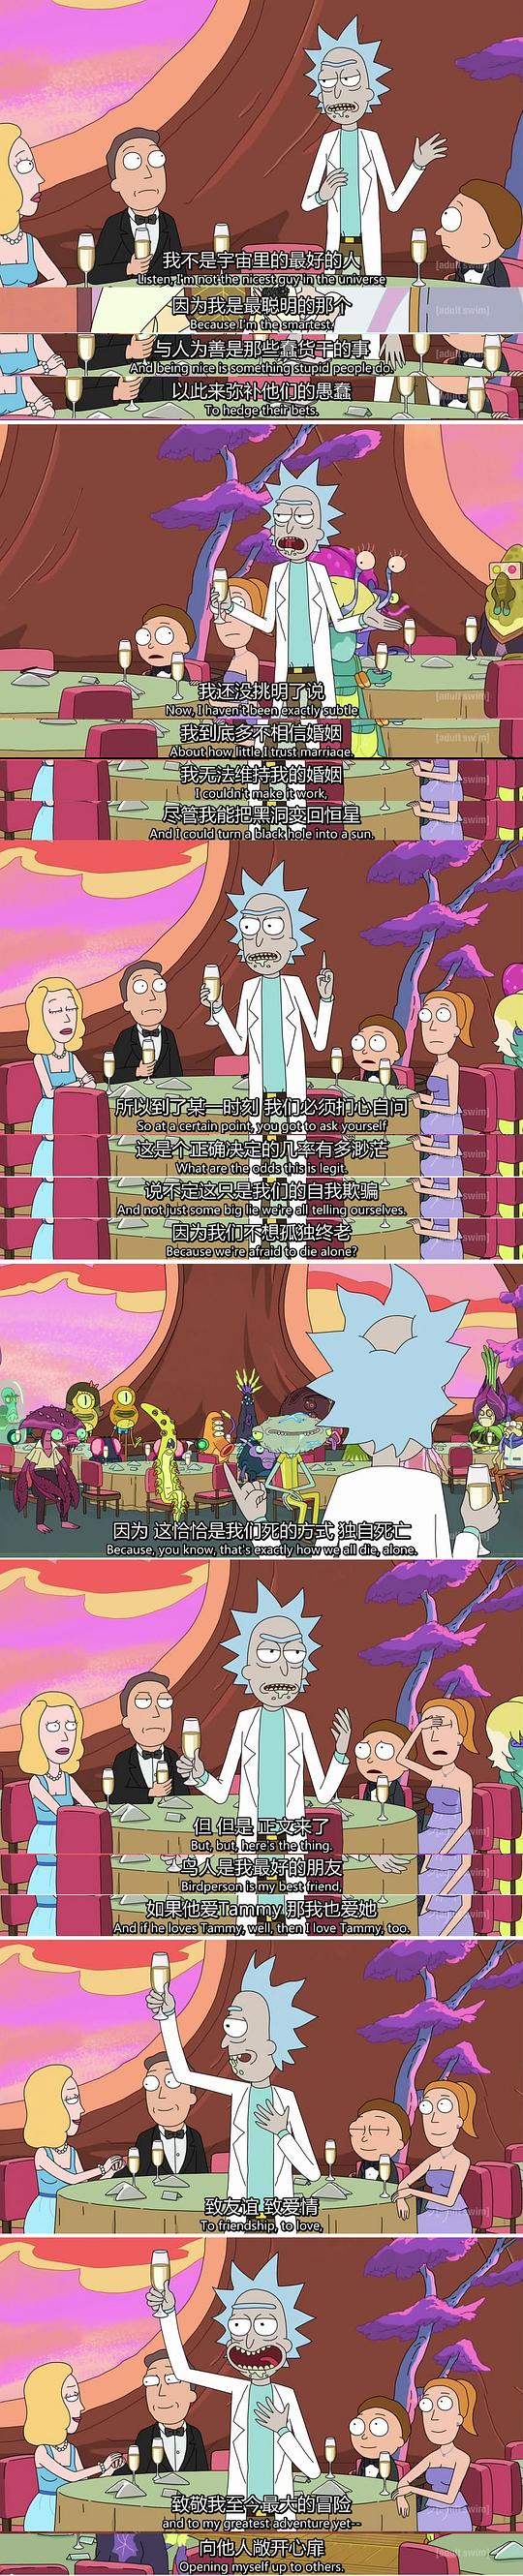 我不是宇宙里的最好的人
Listen, I'm not the nicest guy in the universe
[adult swim]
因为我是最聪明的那个
Because I'm the smartest,
[adult swim]
与人为善是那些蠢货干的事
And being nice is something stupid people do
以此来弥补他们的愚蠢
To hedge their bets.
我还没挑明了说
Now, I haven't been exactly subtle
[adult swim]
我到底多不相信婚姻
About how little I trust marriage.
[adult swim]
我无法维持我的婚姻
I couldn't make it work,
尽管我能把黑洞变回恒星
And I could turn a black hole into a sun.
所以到了某一时刻 我们必须扪心自问
So at a certain point, you got to ask yourself
这是个正确决定的几率有多渺茫
What are the odds this is legit.
说不定这只是我们的自我欺骗
And not just some big lie we're all telling ourselves.
因为我们不想孤独终老
Because we're afraid to die alone?
因为 这恰恰是我们死的方式 独自死亡
Because, you know, that's exactly how we all die, alone.
但 但是 正文来了
But, but, here's the thing.
鸟人是我最好的朋友
Birdperson is my best friend,
如果他爱Tammy 那我也爱她
And if he loves Tammy, well, then I love Tammy, too.
致友谊 致爱情
To friendship, to love,
致敬我至今最大的冒险
and to my greatest adventure yet--
向他人敞开心扉
Opening myself up to others.